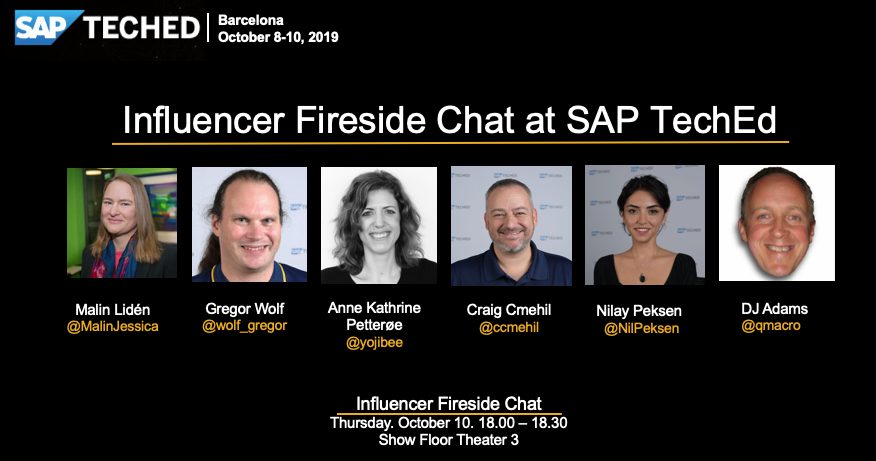 SAP TECHED
Barcelona
October 8-10, 2019
Influencer Fireside Chat at SAP TechEd
Malin Lidén
@MalinJessica
Gregor Wolf
@wolf_gregor
Anne Kathrine
Petterøe
@yojibee
Craig Cmehil
@ccmehil
Nilay Peksen
@NilPeksen
DJ Adams
@qmacro
Influencer Fireside Chat
Thursday. October 10. 18.00 – 18.30
Show Floor Theater 3